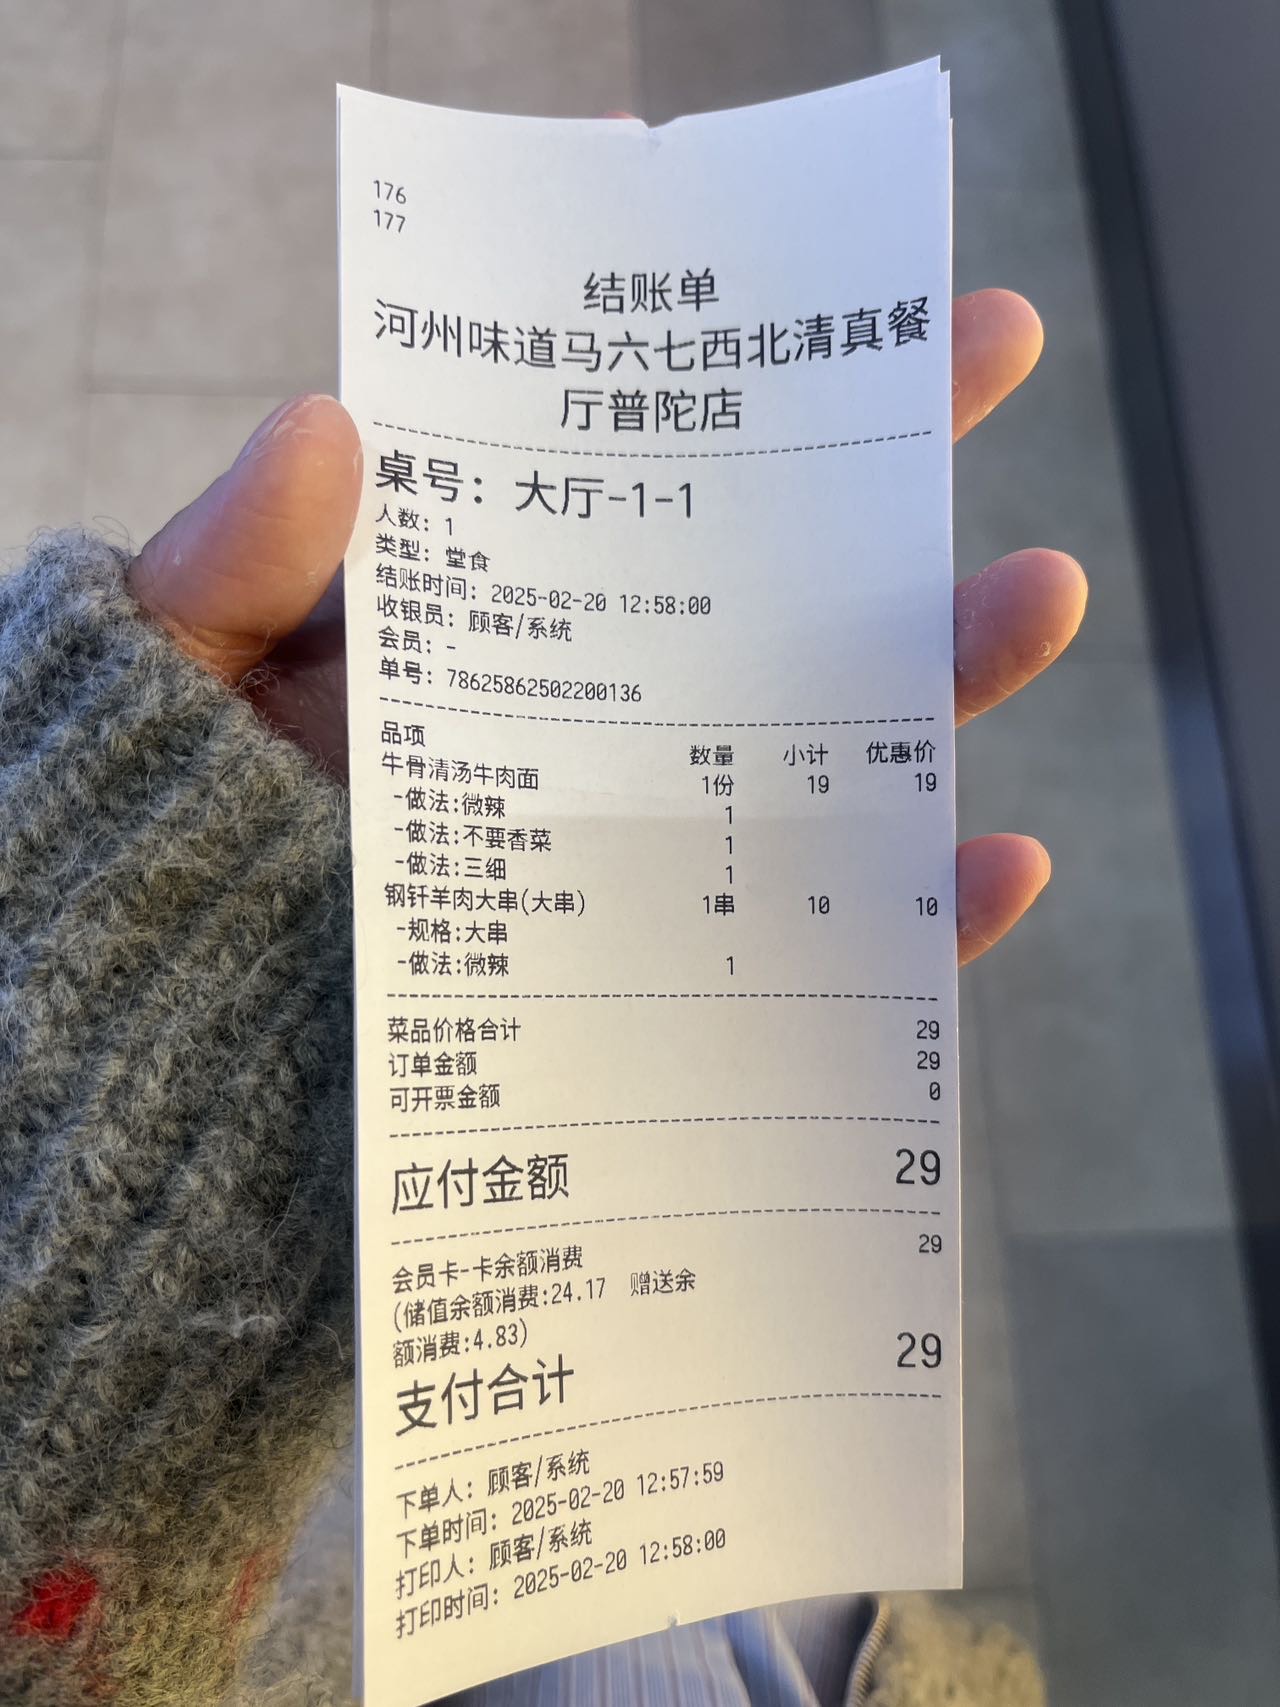 176
177
结账单
河州味道马六七西北清真餐
厅普陀店
桌号：大厅-1-1
人数：1
类型：堂食
结账时间：2025-02-20 12:58:00
收银员：顾客/系统
会员：-
单号：78625862502200136
品项 数量 小计 优惠价
牛骨清汤牛肉面 1份 19 19
-做法:微辣 1
-做法:不要香菜 1
-做法:三细 1
钢钎羊肉大串(大串) 1串 10 10
-规格:大串
-做法:微辣 1
菜品价格合计 29
订单金额 29
可开票金额 0
应付金额 29
会员卡-卡余额消费 29
(储值余额消费:24.17 赠送余
额消费:4.83)
支付合计 29
下单人：顾客/系统
下单时间：2025-02-20 12:57:59
打印人：顾客/系统
打印时间：2025-02-20 12:58:00